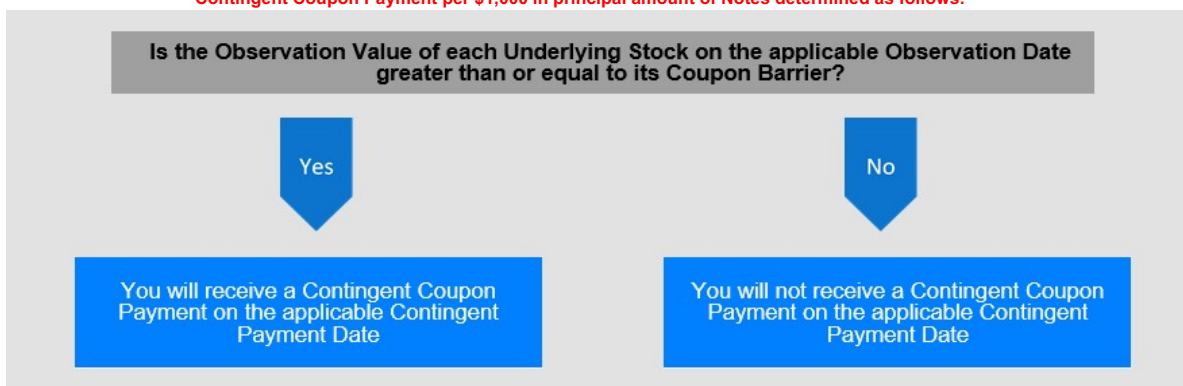 Contingent Coupon Payment per $1,000 in principal amount of Notes determined as follows:
Is the Observation Value of each Underlying Stock on the applicable Observation Date
greater than or equal to its Coupon Barrier?
Yes
No
You will receive a Contingent Coupon
Payment on the applicable Contingent
Payment Date
You will not receive a Contingent Coupon
Payment on the applicable Contingent
Payment Date